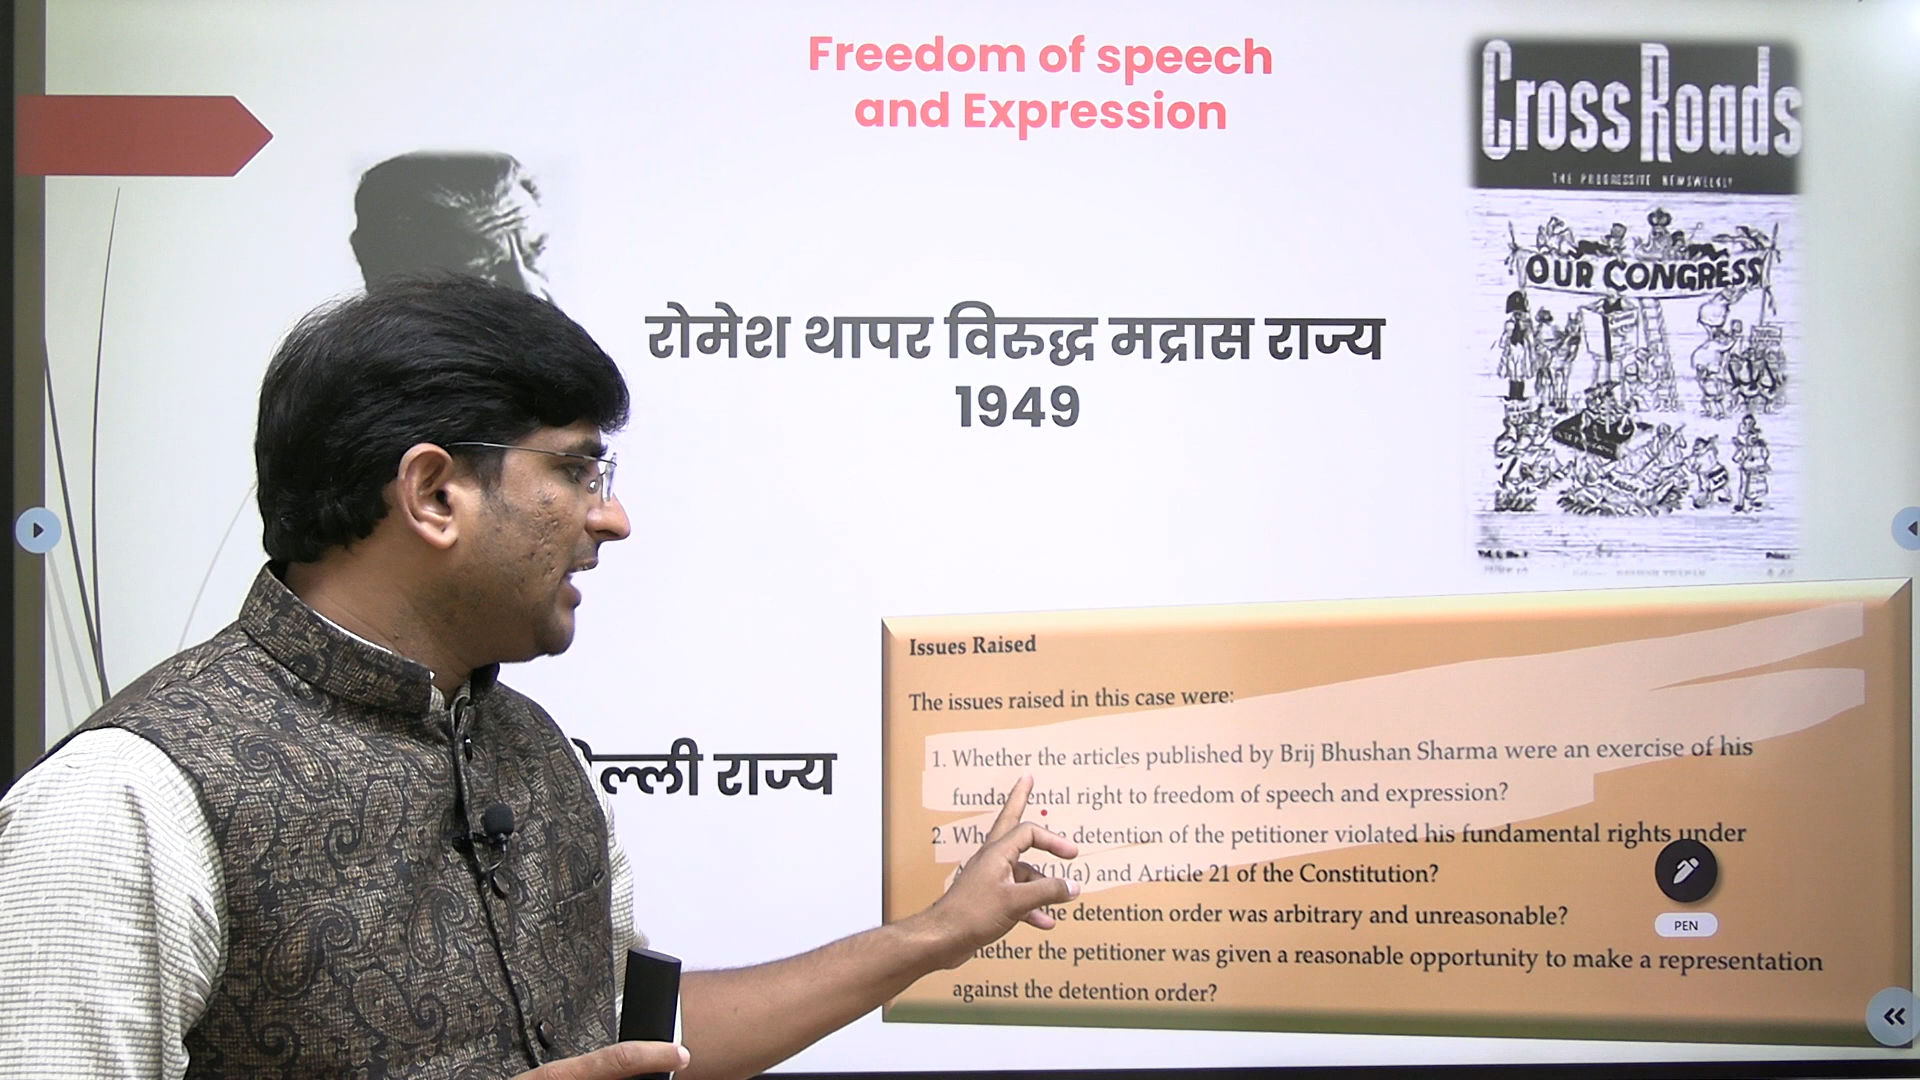 Freedom of speech
and Expression
Cross Roads
THE PROGRESSIVE NEWSWEEKLY
OUR CONGRESS
रोमेश थापर विरुद्ध मद्रास राज्य
1949
राज्य
Issues Raised
The issues raised in this case were:
1. Whether the articles published by Brij Bhushan Sharma were an exercise of his
right to freedom of speech and expression?
2. detention of the petitioner violated his fundamental rights under
(1)(a) and Article 21 of the Constitution?
detention order was arbitrary and unreasonable?
the petitioner was given a reasonable opportunity to make a representation
against the detention order?
PEN